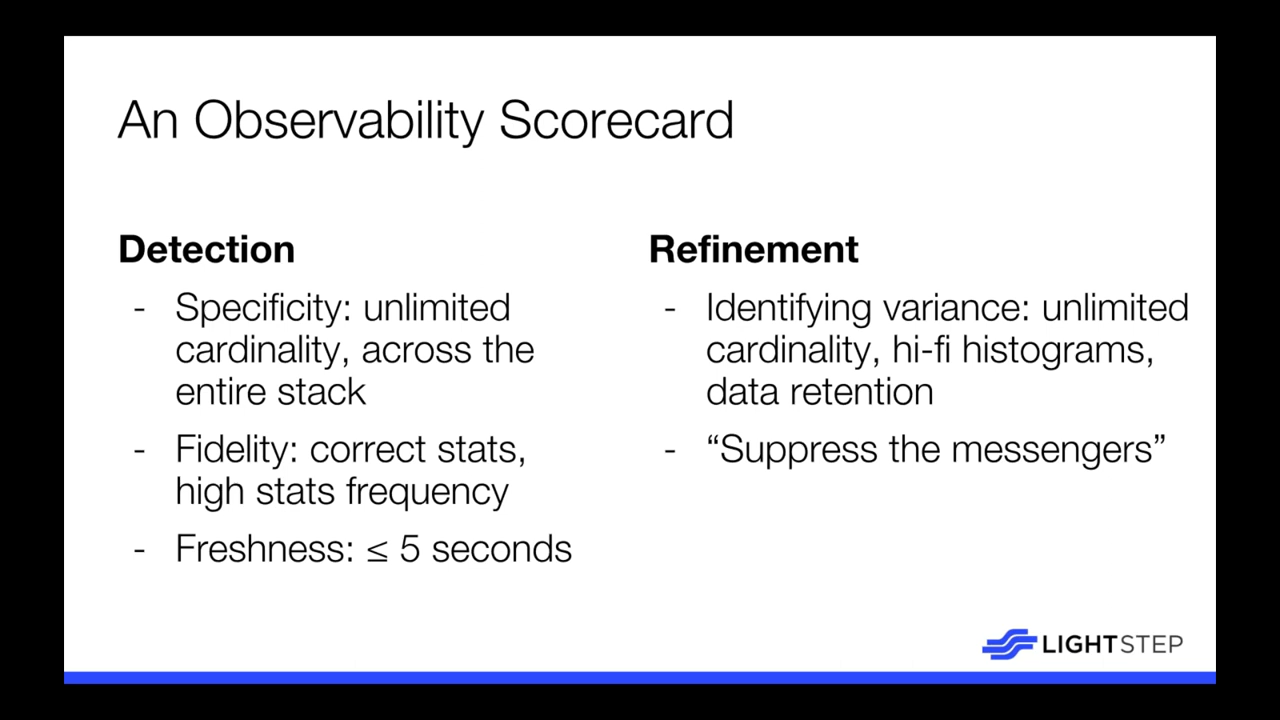 An Observability Scorecard
Detection
- Specificity: unlimited
cardinality, across the
entire stack
- Fidelity: correct stats,
high stats frequency
- Freshness: ≤ 5 seconds
Refinement
- Identifying variance: unlimited
cardinality, hi-fi histograms,
data retention
- “Suppress the messengers”
LIGHTSTEP